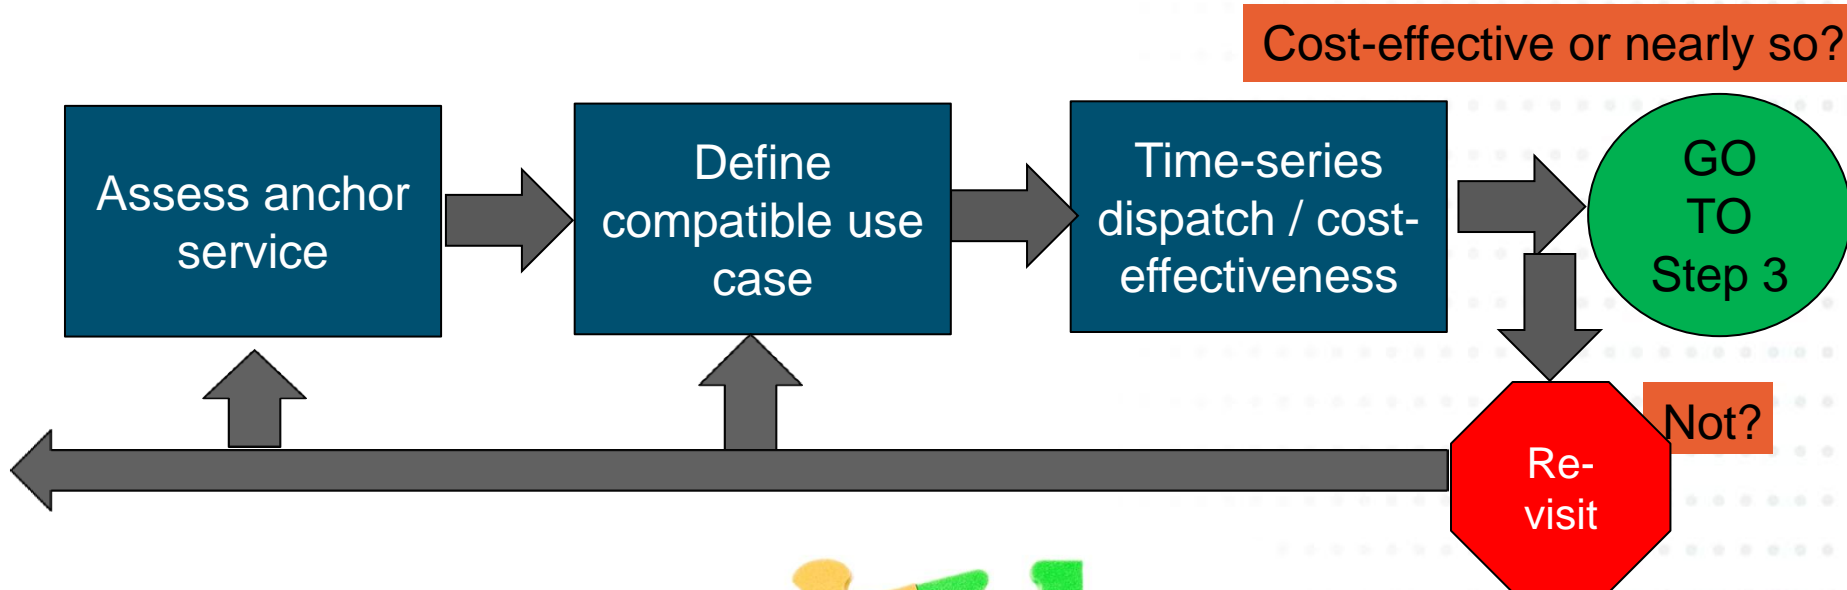 Cost-effective or nearly so?
Assess anchor
service
Define
compatible use
case
Time-series
dispatch / cost-
effectiveness
GO
TO
Step 3
Not?
Re-
visit